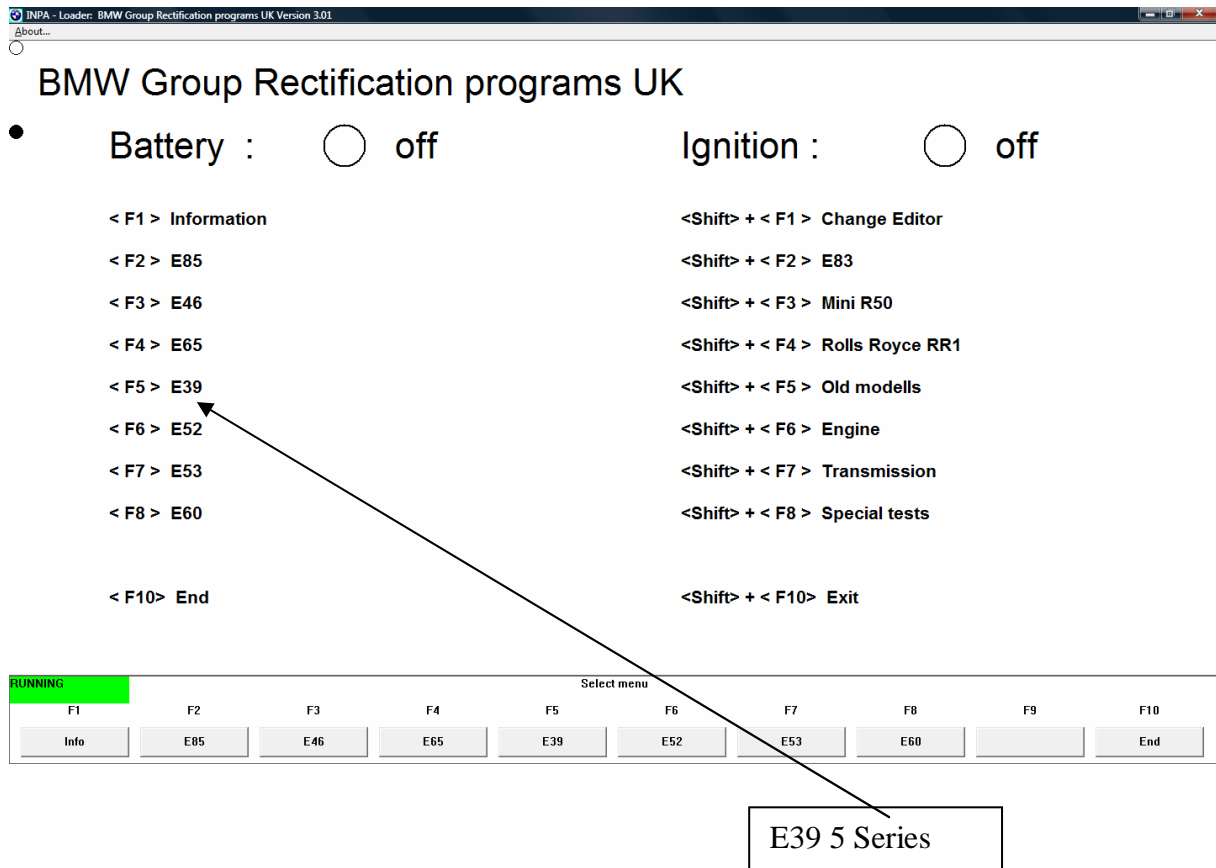 INPA - Loader: BMW Group Rectification programs UK Version 3.01
About...
BMW Group Rectification programs UK
Battery : off Ignition : off
< F1 > Information <Shift> + < F1 > Change Editor
< F2 > E85 <Shift> + < F2 > E83
< F3 > E46 <Shift> + < F3 > Mini R50
< F4 > E65 <Shift> + < F4 > Rolls Royce RR1
< F5 > E39 <Shift> + < F5 > Old modells
< F6 > E52 <Shift> + < F6 > Engine
< F7 > E53 <Shift> + < F7 > Transmission
< F8 > E60 <Shift> + < F8 > Special tests
< F10> End <Shift> + < F10> Exit
RUNNING Select menu
F1 F2 F3 F4 F5 F6 F7 F8 F9 F10
Info E85 E46 E65 E39 E52 E53 E60 End
E39 5 Series